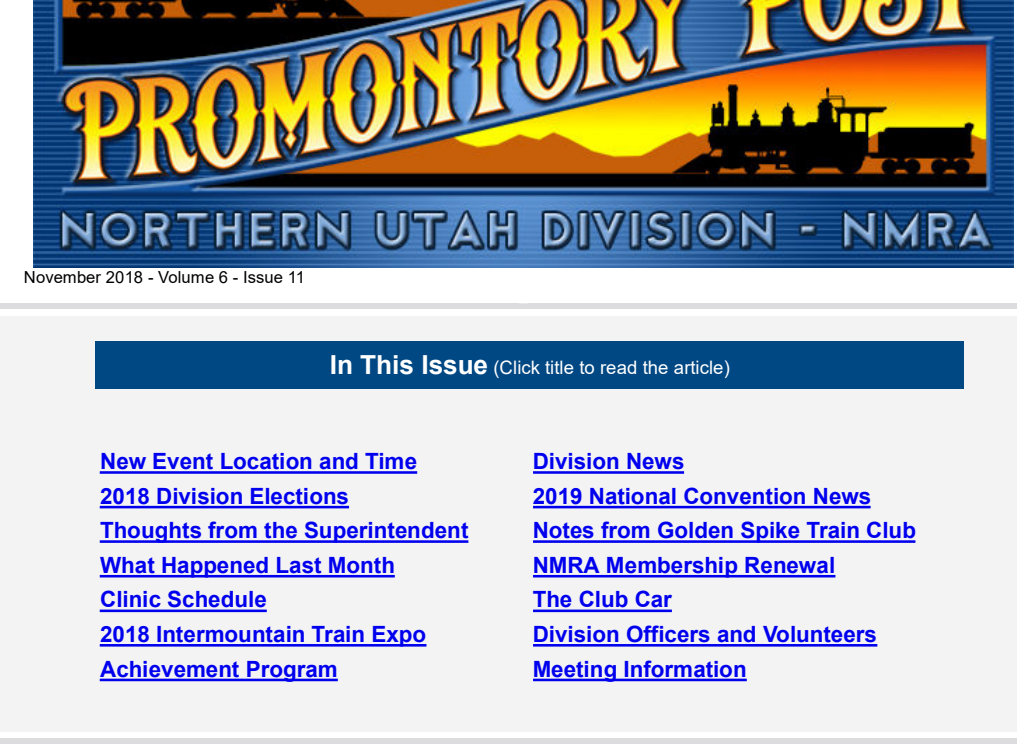 PROMONTORY POST
NORTHERN UTAH DIVISION - NMRA
November 2018 - Volume 6 - Issue 11
In This Issue (Click title to read the article)
New Event Location and Time
2018 Division Elections
Thoughts from the Superintendent
What Happened Last Month
Clinic Schedule
2018 Intermountain Train Expo
Achievement Program
Division News
2019 National Convention News
Notes from Golden Spike Train Club
NMRA Membership Renewal
The Club Car
Division Officers and Volunteers
Meeting Information